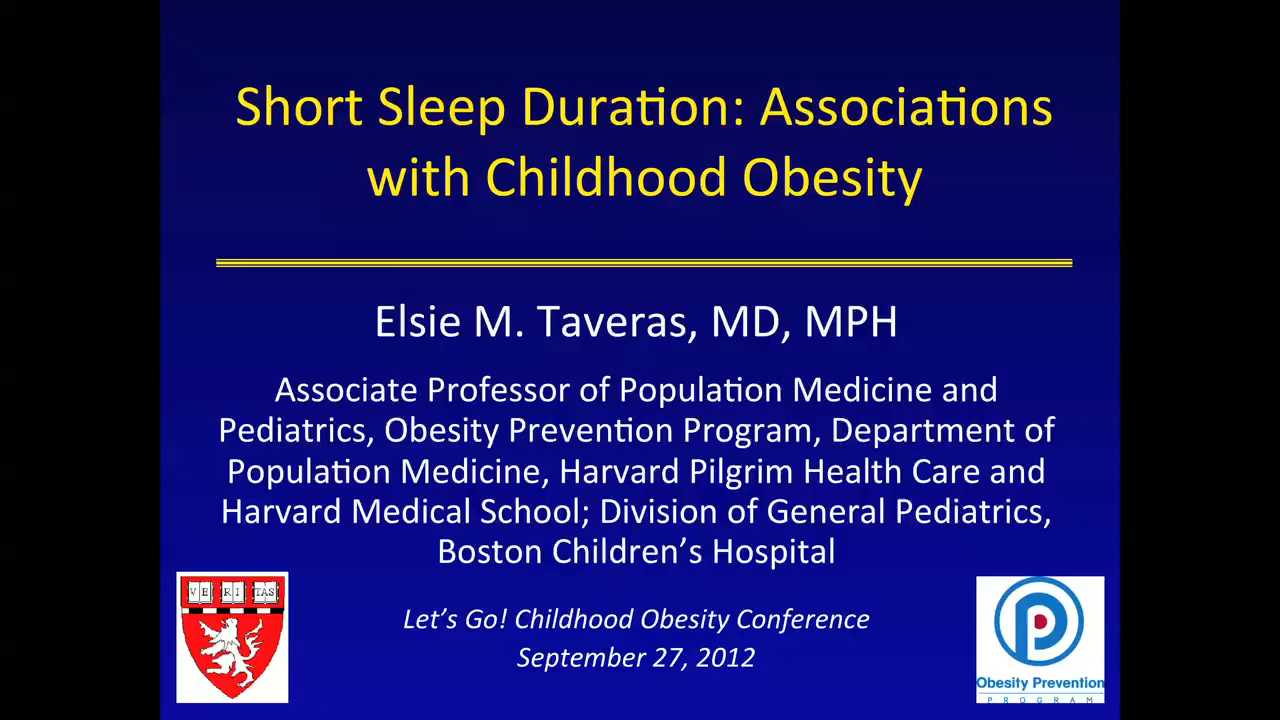 Short Sleep Duration: Associations
with Childhood Obesity
Elsie M. Taveras, MD, MPH
Associate Professor of Population Medicine and
Pediatrics, Obesity Prevention Program, Department of
Population Medicine, Harvard Pilgrim Health Care and
Harvard Medical School; Division of General Pediatrics,
Boston Children’s Hospital
VE RI TAS
Let’s Go! Childhood Obesity Conference
September 27, 2012
Obesity Prevention
PROGRAM